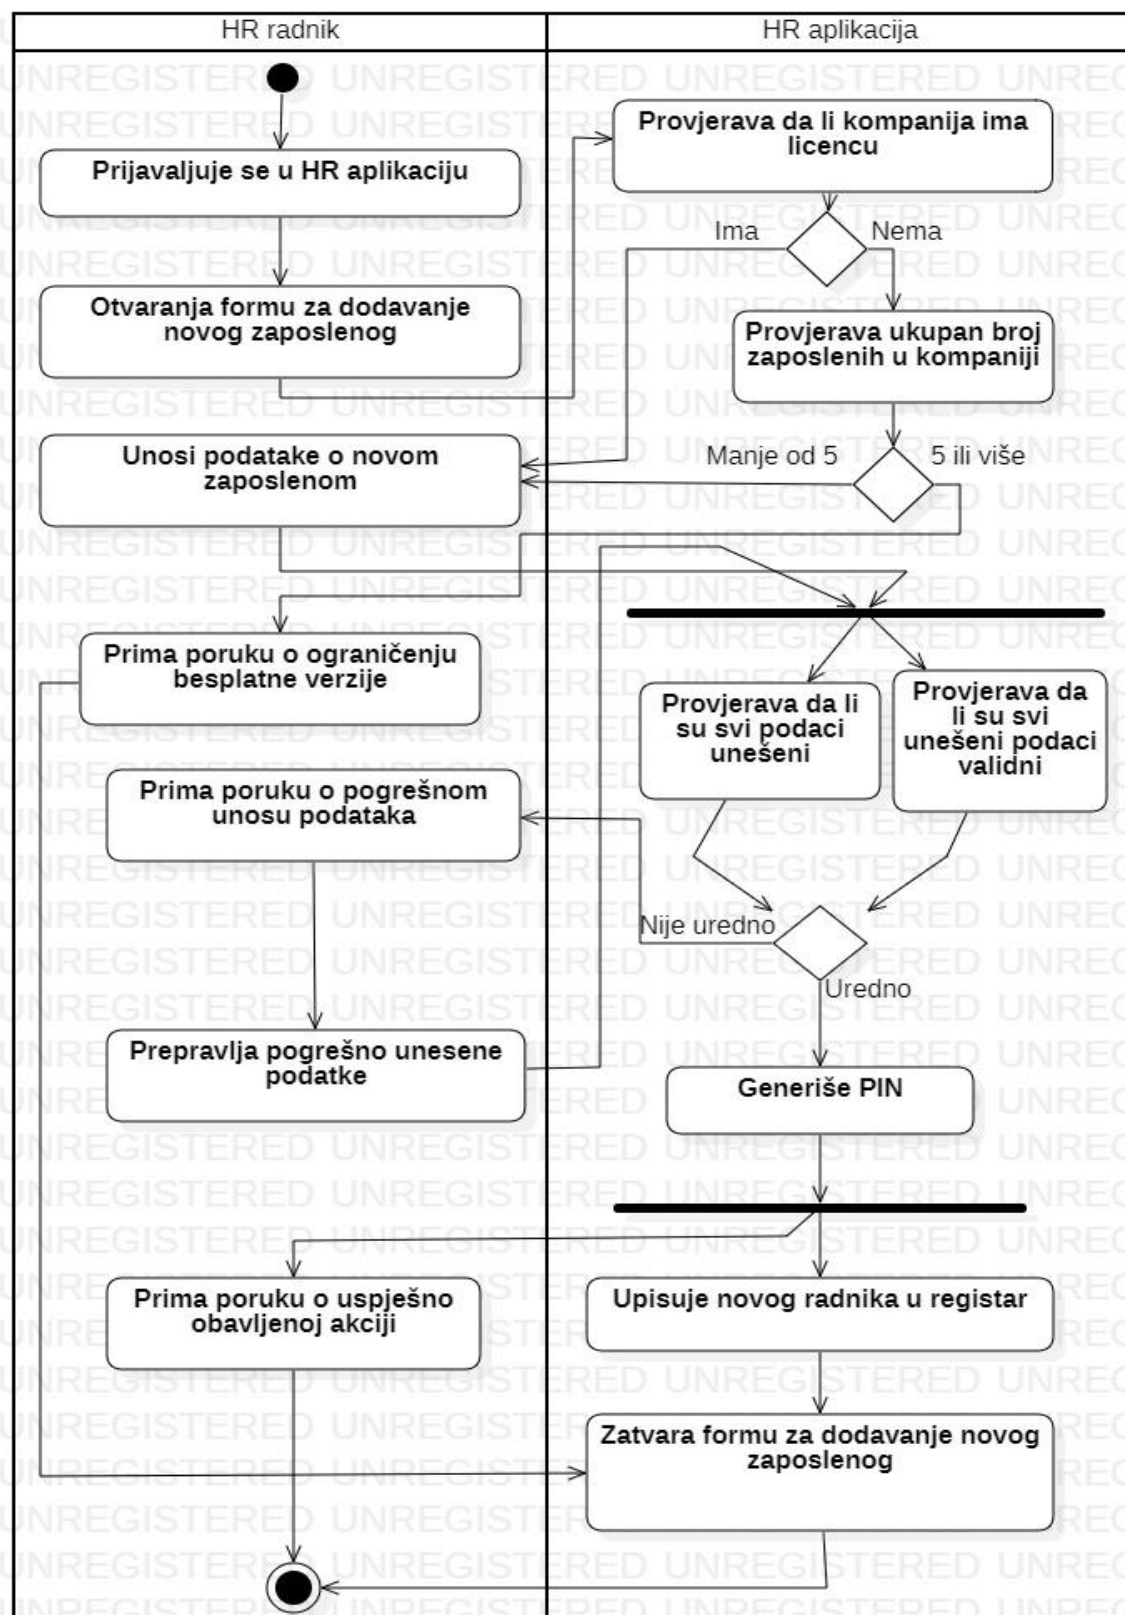 HR radnik
HR aplikacija
Provjerava da li kompanija ima
licencu
Prijavaljuje se u HR aplikaciju
Ima
Nema
Otvaranja formu za dodavanje
novog zaposlenog
Provjerava ukupan broj
zaposlenih u kompaniji
Unosi podatake o novom
zaposlenom
Manje od 5
5 ili više
Prima poruku o ograničenju
besplatne verzije
Provjerava da li
su svi podaci
unešeni
Provjerava da
li su svi
unešeni podaci
validni
Prima poruku o pogrešnom
unosu podataka
Nije uredno
Uredno
Prepravlja pogrešno unesene
podatke
Generiše PIN
Prima poruku o uspješno
obavljenoj akciji
Upisuje novog radnika u registar
Zatvara formu za dodavanje novog
zaposlenog
UNREGISTERED